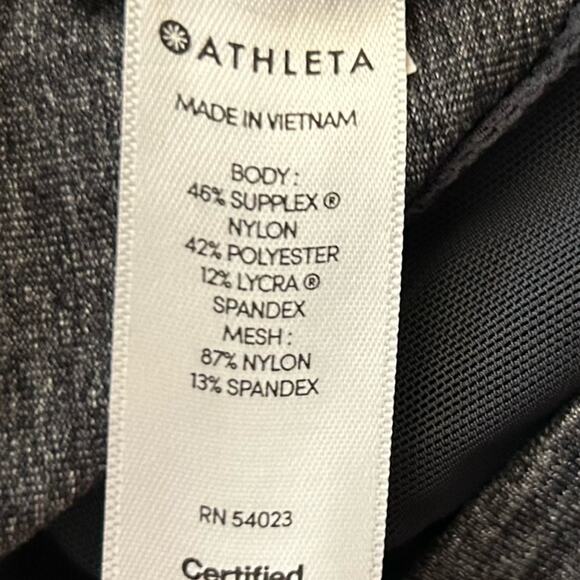 ATHLETA
MADE IN VIETNAM
BODY:
46% SUPPLEX®
NYLON
42% POLYESTER
12% LYCRA®
SPANDEX
MESH:
87% NYLON
13% SPANDEX
RN 54023
Certified